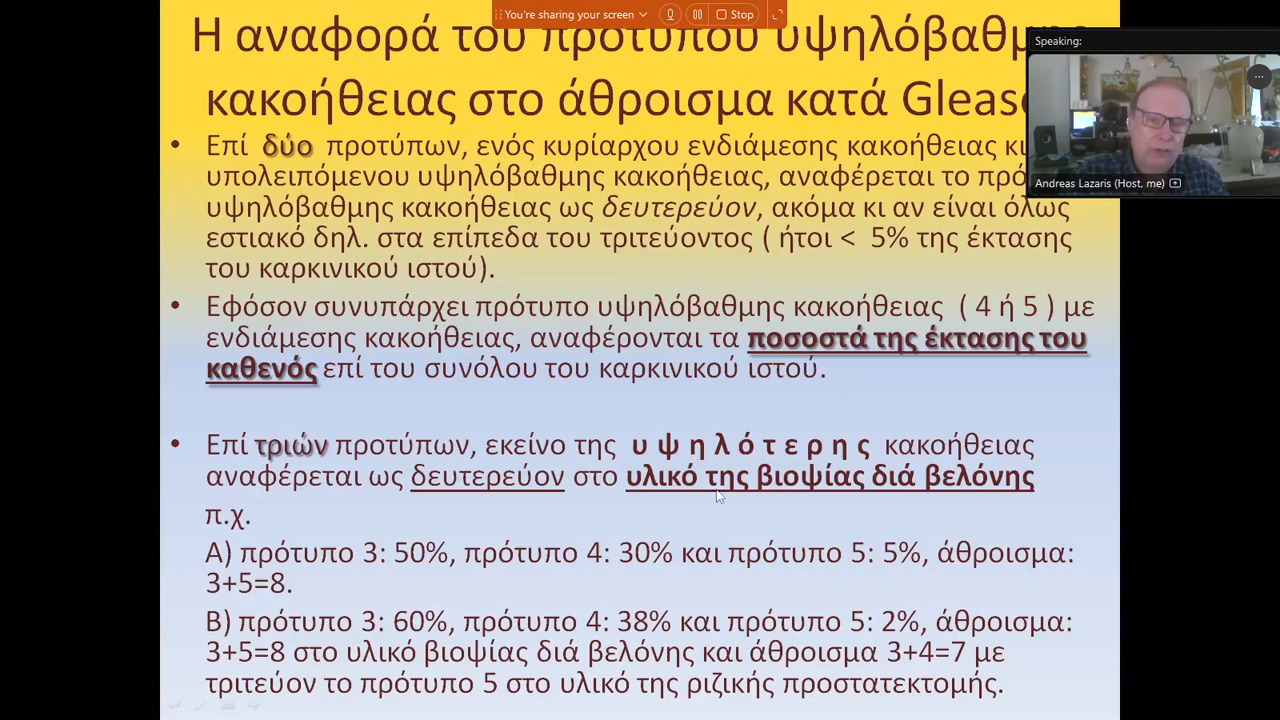 You're sharing your screen
Stop
Η αναφορά του προτύπου
κακοήθειας στο άθροισμα κατά
Speaking:
Andreas Lazaris (Host, me)
• Επί δύο προτύπων, ενός κυρίαρχου ενδιάμεσης κακοήθειας
υπολειπόμενου υψηλόβαθμης κακοήθειας, αναφέρεται το
υψηλόβαθμης κακοήθειας ως δευτερεύον, ακόμα κι αν είναι όλως
εστιακό δηλ. στα επίπεδα του τριτεύοντος ( ήτοι < 5% της έκτασης
του καρκινικού ιστού).
• Εφόσον συνυπάρχει πρότυπο υψηλόβαθμης κακοήθειας ( 4 ή 5 ) με
ενδιάμεσης κακοήθειας, αναφέρονται τα ποσοστά της έκτασης του
καθενός επί του συνόλου του καρκινικού ιστού.
• Επί τριών προτύπων, εκείνο της υ ψ η λ ό τ ε ρ η ς κακοήθειας
αναφέρεται ως δευτερεύον στο υλικό της βιοψίας διά βελόνης
π.χ.
Α) πρότυπο 3: 50%, πρότυπο 4: 30% και πρότυπο 5: 5%, άθροισμα:
3+5=8.
Β) πρότυπο 3: 60%, πρότυπο 4: 38% και πρότυπο 5: 2%, άθροισμα:
3+5=8 στο υλικό βιοψίας διά βελόνης και άθροισμα 3+4=7 με
τριτεύον το πρότυπο 5 στο υλικό της ριζικής προστατεκτομής.